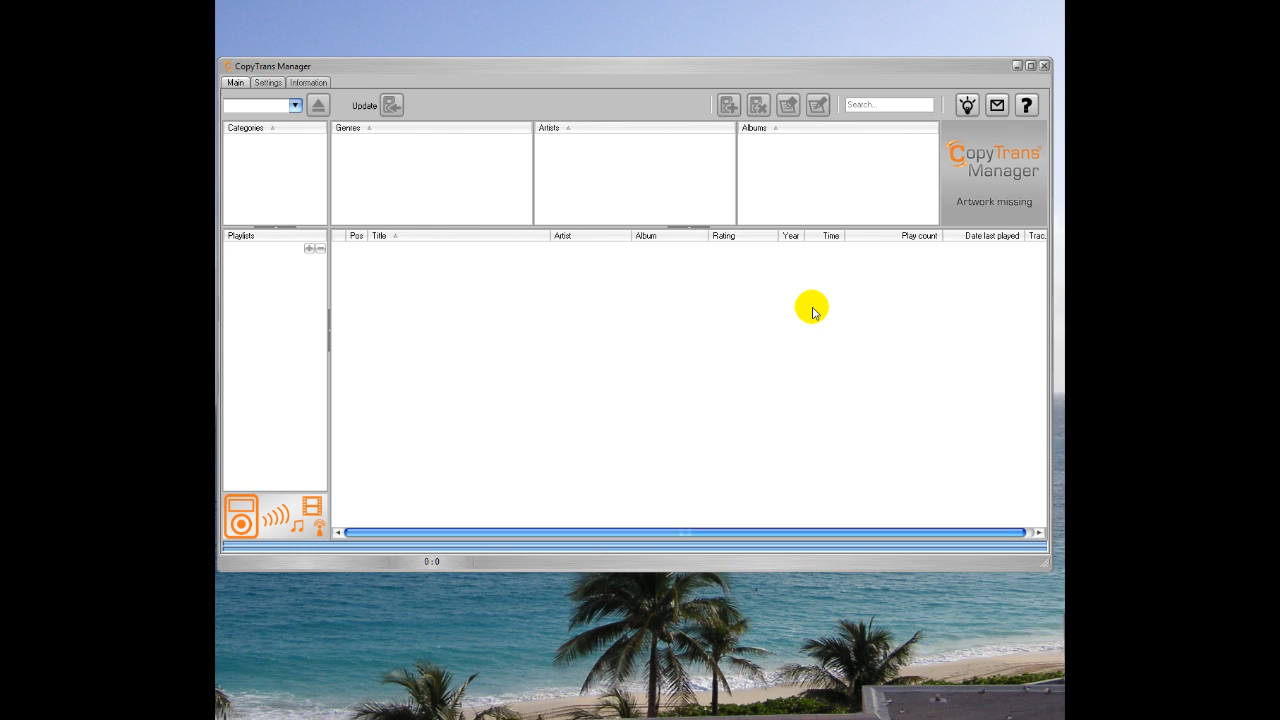 CopyTrans Manager
Main Settings Information
Update Search... ?
Categories Genres Artists Albums
CopyTrans
Manager
Artwork missing
Playlists Pos Title Artist Album Rating Year Time Play count Date last played Trac.
0:0